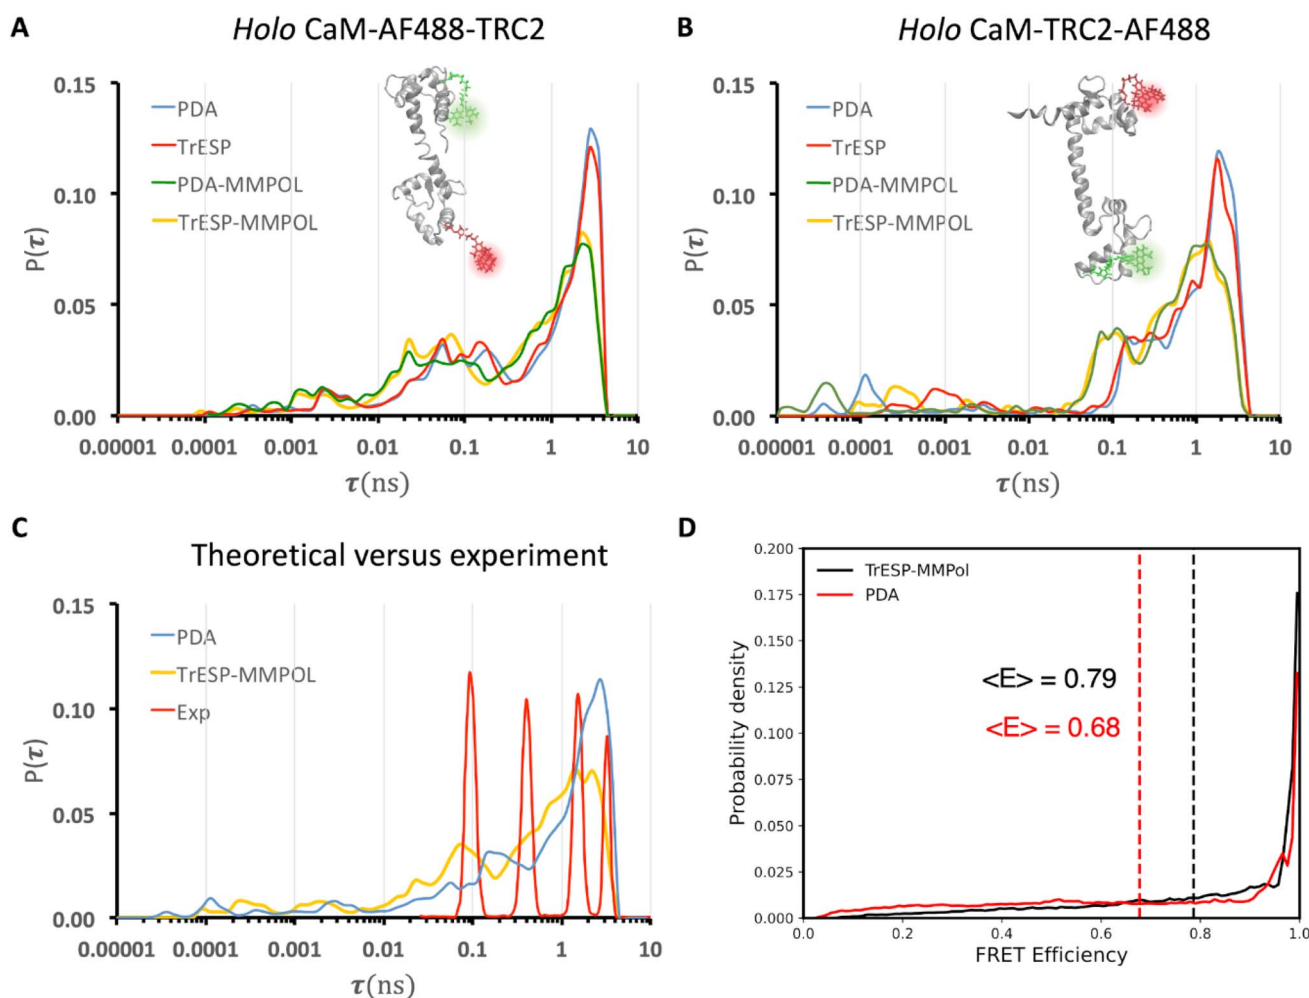 A
Holo CaM-AF488-TRC2
0.15
0.10
0.05
0.00
P(τ)
PDA
TrESP
PDA-MMPOL
TrESP-MMPOL
0.00001 0.0001 0.001 0.01 0.1 1 10
τ(ns)
B
Holo CaM-TRC2-AF488
0.15
0.10
0.05
0.00
P(τ)
PDA
TrESP
PDA-MMPOL
TrESP-MMPOL
0.00001 0.0001 0.001 0.01 0.1 1 10
τ(ns)
C
Theoretical versus experiment
0.15
0.10
0.05
0.00
P(τ)
PDA
TrESP-MMPOL
Exp
0.00001 0.0001 0.001 0.01 0.1 1 10
τ(ns)
D
0.200
0.175
0.150
0.125
0.100
0.075
0.050
0.025
0.000
Probability density
TrESP-MMPol
PDA
<E> = 0.79
<E> = 0.68
0.0 0.2 0.4 0.6 0.8 1.0
FRET Efficiency